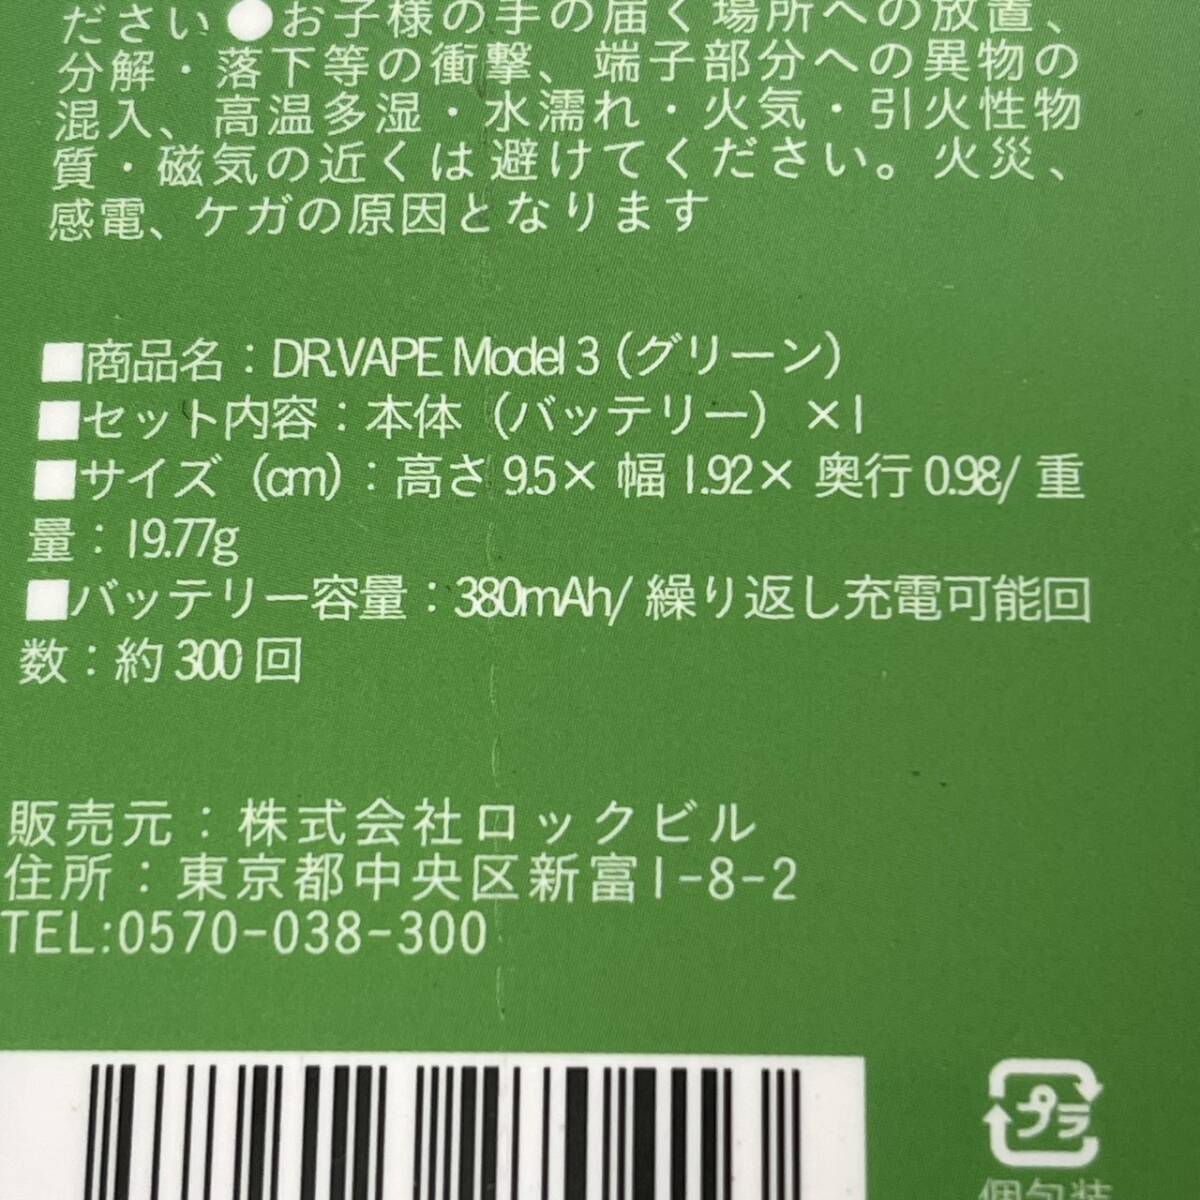 ださい●お子様の手の届く場所への放置、
分解・落下等の衝撃、端子部分への異物の
混入、高温多湿・水濡れ・火気・引火性物
質・磁気の近くは避けてください。火災、
感電、ケガの原因となります
■商品名：DR.VAPE Model 3（グリーン）
■セット内容：本体（バッテリー）×1
■サイズ（cm）：高さ 9.5× 幅 1.92× 奥行 0.98/ 重
量：19.77g
■バッテリー容量：380mAh/ 繰り返し充電可能回
数：約 300 回
販売元：株式会社ロックビル
住所：東京都中央区新富1-8-2
TEL:0570-038-300
プラ
個包装